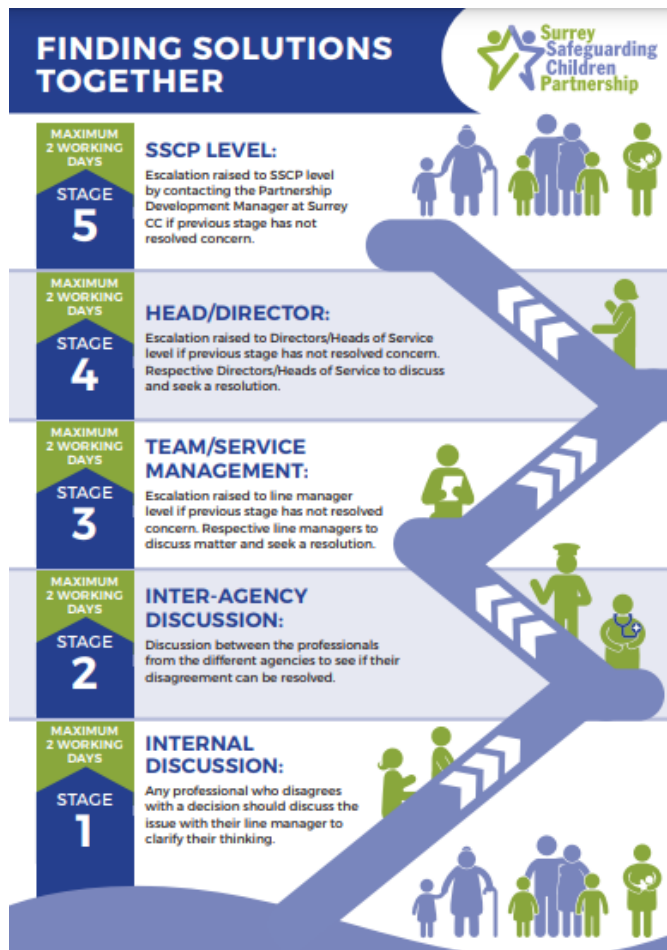 FINDING SOLUTIONS
TOGETHER
Surrey
Safeguarding
Children
Partnership
MAXIMUM
2 WORKING
DAYS
STAGE
5
SSCP LEVEL:
Escalation raised to SSCP level
by contacting the Partnership
Development Manager at Surrey
CC if previous stage has not
resolved concern.
MAXIMUM
2 WORKING
DAYS
STAGE
4
HEAD/DIRECTOR:
Escalation raised to Directors/Heads of Service
level if previous stage has not resolved concern.
Respective Directors/Heads of Service to discuss
and seek a resolution.
MAXIMUM
2 WORKING
DAYS
STAGE
3
TEAM/SERVICE
MANAGEMENT:
Escalation raised to line manager
level if previous stage has not resolved
concern. Respective line managers to
discuss matter and seek a resolution.
MAXIMUM
2 WORKING
DAYS
STAGE
2
INTER-AGENCY
DISCUSSION:
Discussion between the professionals
from the different agencies to see if their
disagreement can be resolved.
MAXIMUM
2 WORKING
DAYS
STAGE
1
INTERNAL
DISCUSSION:
Any professional who disagrees
with a decision should discuss the
issue with their line manager to
clarify their thinking.